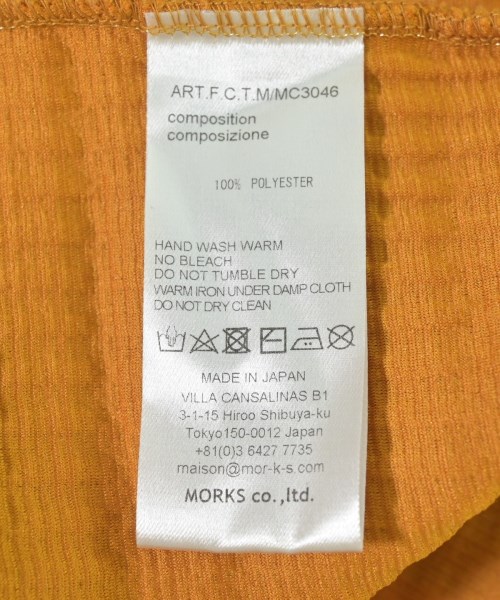 ART.F.C.T.M/MC3046
composition
composizione
100% POLYESTER
HAND WASH WARM
NO BLEACH
DO NOT TUMBLE DRY
WARM IRON UNDER DAMP CLOTH
DO NOT DRY CLEAN
MADE IN JAPAN
VILLA CANSALINAS B1
3-1-15 Hiroo Shibuya-ku
Tokyo150-0012 Japan
+81(0)3 6427 7735
maison@mor-k-s.com
MORKS co.,ltd.